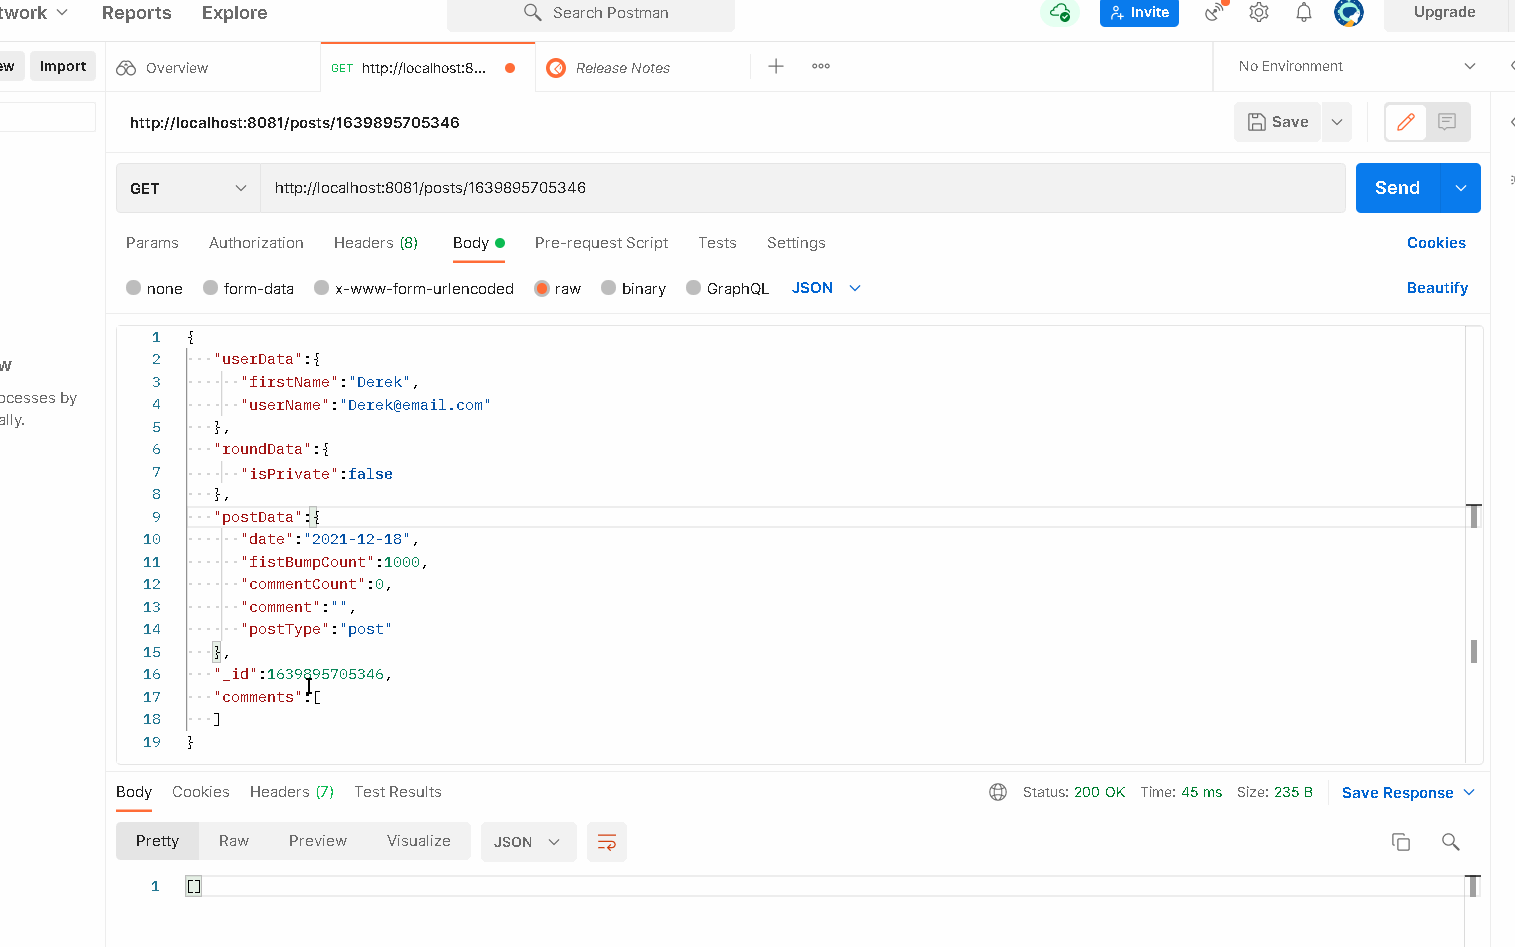 twork Reports Explore Search Postman Invite Upgrade
ew Import Overview GET http://localhost:8... Release Notes No Environment
http://localhost:8081/posts/1639895705346 Save
GET http://localhost:8081/posts/1639895705346 Send
Params Authorization Headers (8) Body Pre-request Script Tests Settings Cookies
none form-data x-www-form-urlencoded raw binary GraphQL JSON Beautify
1 {
2 "userData":{
3 "firstName":"Derek",
4 "userName":"Derek@email.com"
5 },
6 "roundData":{
7 "isPrivate":false
8 },
9 "postData":{
10 "date":"2021-12-18",
11 "fistBumpCount":1000,
12 "commentCount":0,
13 "comment":"",
14 "postType":"post"
15 },
16 "_id":1639895705346,
17 "comments":[
18 ]
19 }
w
ocesses by
ally.
Body Cookies Headers (7) Test Results Status: 200 OK Time: 45 ms Size: 235 B Save Response
Pretty Raw Preview Visualize JSON
1 []